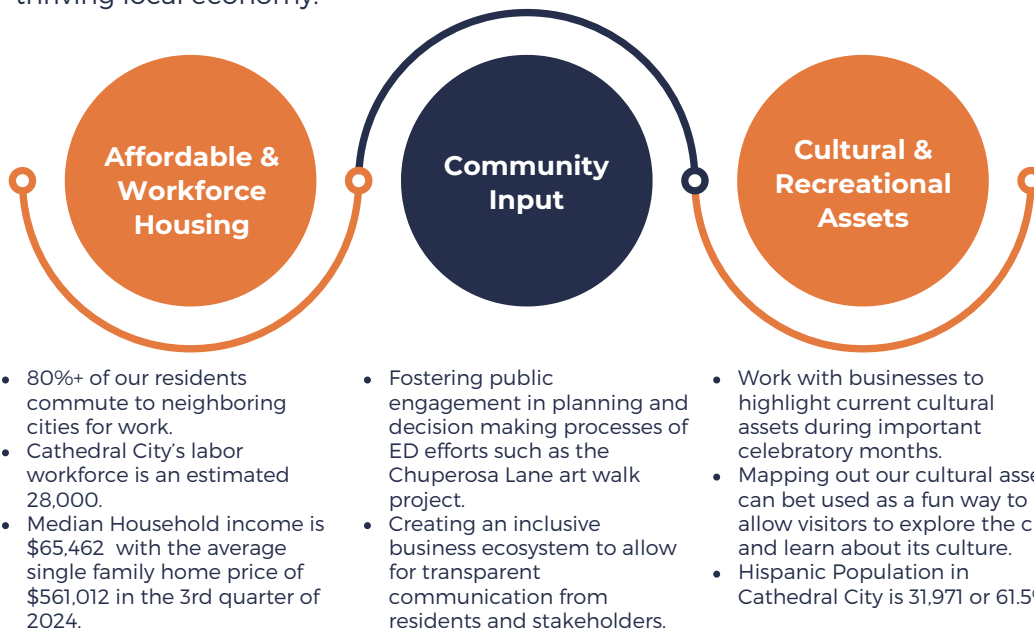 thriving local economy.
Affordable &
Workforce
Housing
Community
Input
Cultural &
Recreational
Assets
• 80%+ of our residents
commute to neighboring
cities for work.
• Cathedral City's labor
workforce is an estimated
28,000.
• Median Household income is
$65,462 with the average
single family home price of
$561,012 in the 3rd quarter of
2024.
• Fostering public
engagement in planning and
decision making processes of
ED efforts such as the
Chuperosa Lane art walk
project.
• Creating an inclusive
business ecosystem to allow
for transparent
communication from
residents and stakeholders.
• Work with businesses to
highlight current cultural
assets during important
celebratory months.
• Mapping out our cultural
can bet used as a fun way to
allow visitors to explore the
and learn about its culture.
• Hispanic Population in
Cathedral City is 31,971 or